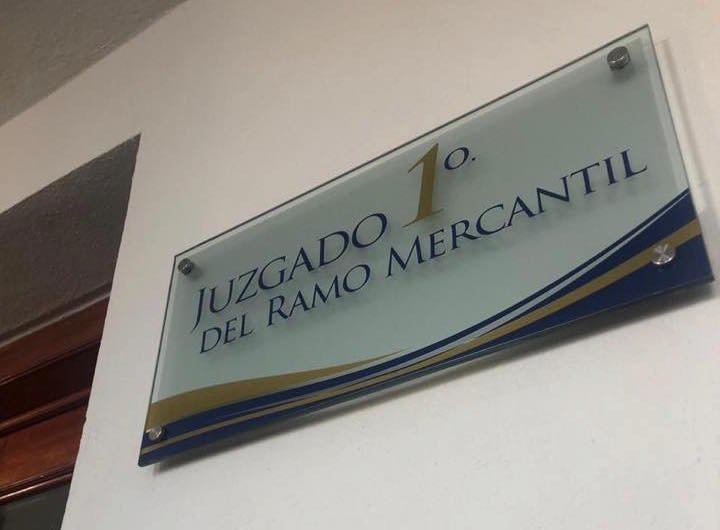 JUZGADO 1O.
DEL RAMO MERCANTIL